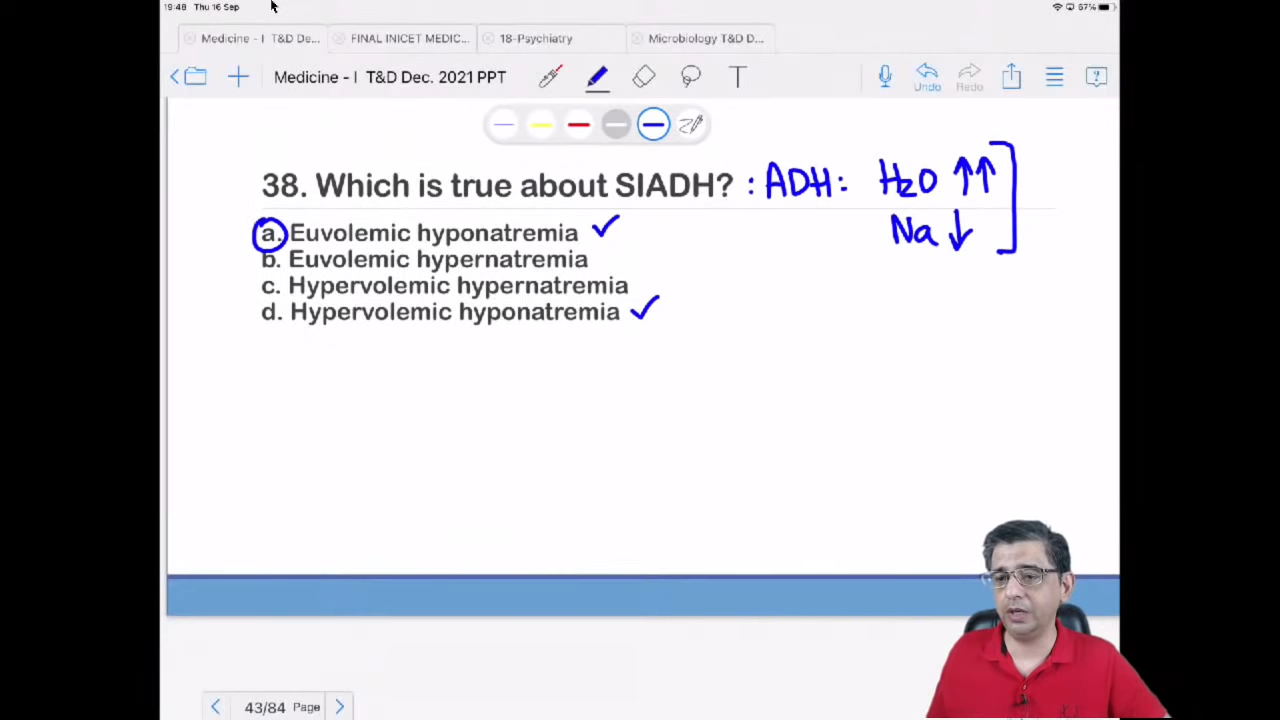 19:48 Thu 16 Sep
67%
Medicine - I T&D De...
FINAL INICET MEDIC...
18-Psychiatry
Microbiology T&D D...
Medicine - I T&D Dec. 2021 PPT
T
Undo
Redo
?
38. Which is true about SIADH? : ADH: H₂O ↑↑
Na ↓
a. Euvolemic hyponatremia ✓
b. Euvolemic hypernatremia
c. Hypervolemic hypernatremia
d. Hypervolemic hyponatremia ✓
43/84 Page